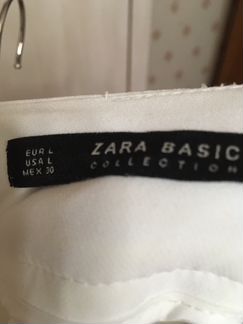 EUR L
USA L
MEX 30
ZARA BASIC
COLLECTION